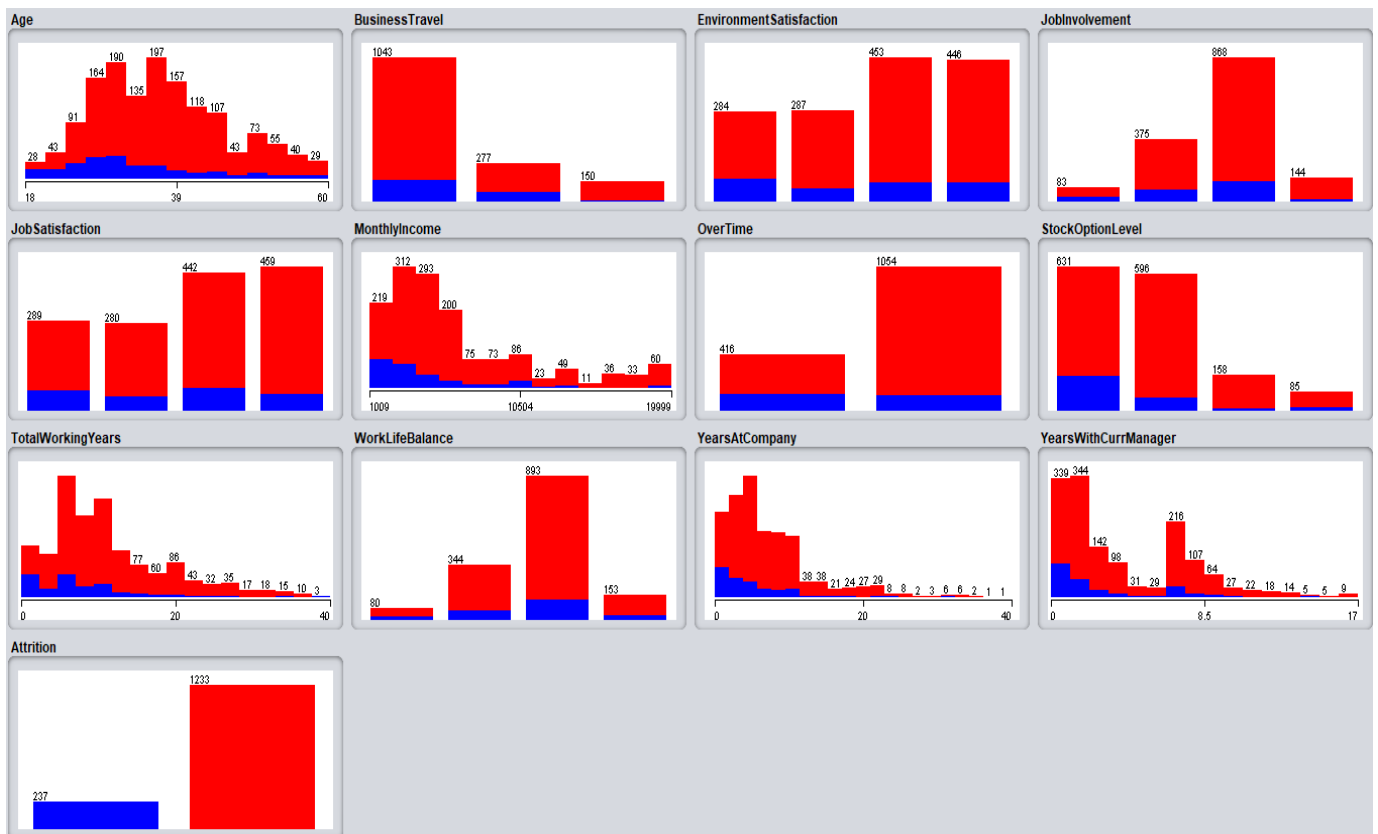 Age
28 43 91 164 190 135 197 157 118 107 43 73 55 40 29
18 39 60
BusinessTravel
1043 277 150
EnvironmentSatisfaction
284 287 453 446
JobInvolvement
83 375 868 144
JobSatisfaction
289 280 442 459
MonthlyIncome
219 312 293 200 75 73 86 23 49 11 36 33 60
1009 10504 19999
OverTime
416 1054
StockOptionLevel
631 596 158 85
TotalWorkingYears
77 60 86 43 32 35 17 18 15 10 3
0 20 40
WorkLifeBalance
80 344 893 153
YearsAtCompany
38 38 21 24 27 29 8 8 2 3 6 6 2 1 1
0 20 40
YearsWithCurrManager
339 344 142 98 31 29 216 107 64 27 22 18 14 5 5 9
0 8.5 17
Attrition
237 1233